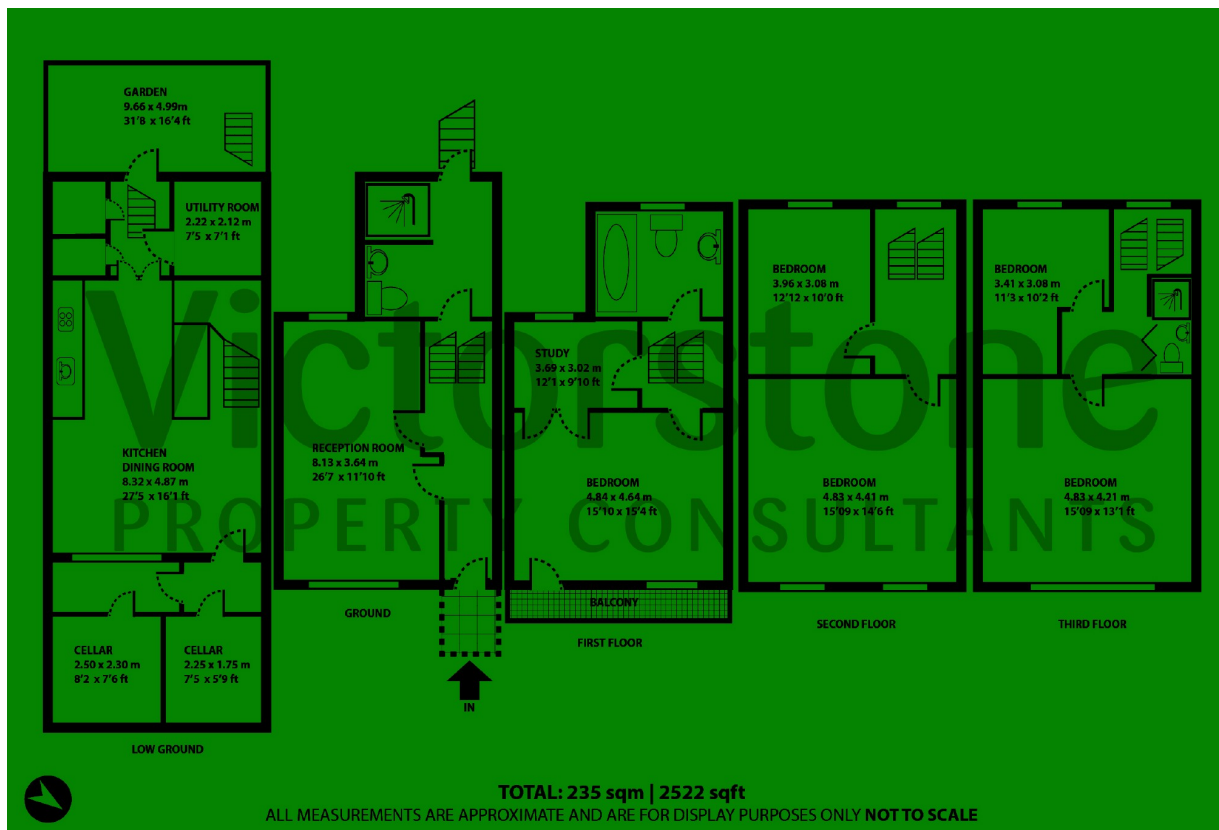 GARDEN
9.66 x 4.99m
31'8 x 16'4 ft
UTILITY ROOM
2.22 x 2.12 m
7'5 x 7'1 ft
KITCHEN
DINING ROOM
8.32 x 4.87 m
27'5 x 16'1 ft
CELLAR
2.50 x 2.30 m
8'2 x 7'6 ft
CELLAR
2.25 x 1.75 m
7'5 x 5'9 ft
LOW GROUND
RECEPTION ROOM
8.13 x 3.64 m
26'7 x 11'10 ft
GROUND
IN
STUDY
3.69 x 3.02 m
12'1 x 9'10 ft
BEDROOM
4.84 x 4.64 m
15'10 x 15'4 ft
BALCONY
FIRST FLOOR
BEDROOM
3.96 x 3.08 m
12'12 x 10'0 ft
BEDROOM
4.83 x 4.41 m
15'09 x 14'6 ft
SECOND FLOOR
BEDROOM
3.41 x 3.08 m
11'3 x 10'2 ft
BEDROOM
4.83 x 4.21 m
15'09 x 13'1 ft
THIRD FLOOR
Victorstone
PROPERTY CONSULTANTS
TOTAL: 235 sqm | 2522 sqft
ALL MEASUREMENTS ARE APPROXIMATE AND ARE FOR DISPLAY PURPOSES ONLY NOT TO SCALE